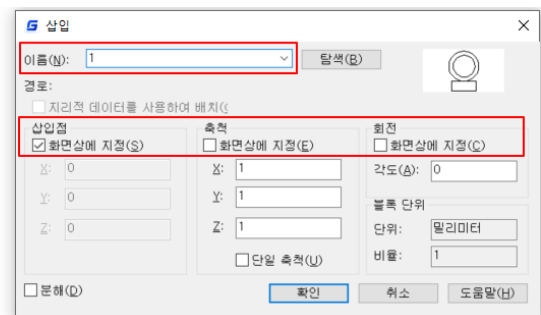 삽입
이름(N): 1 탐색(B)
경로:
지리적 데이터를 사용하여 배치(
삽입점 축척 회전
화면상에 지정(S) 화면상에 지정(E) 화면상에 지정(C)
X: 0 X: 1 각도(A): 0
Y: 0 Y: 1 블록 단위
Z: 0 Z: 1 단위: 밀리미터
단일 축척(U) 비율: 1
분해(D) 확인 취소 도움말(H)